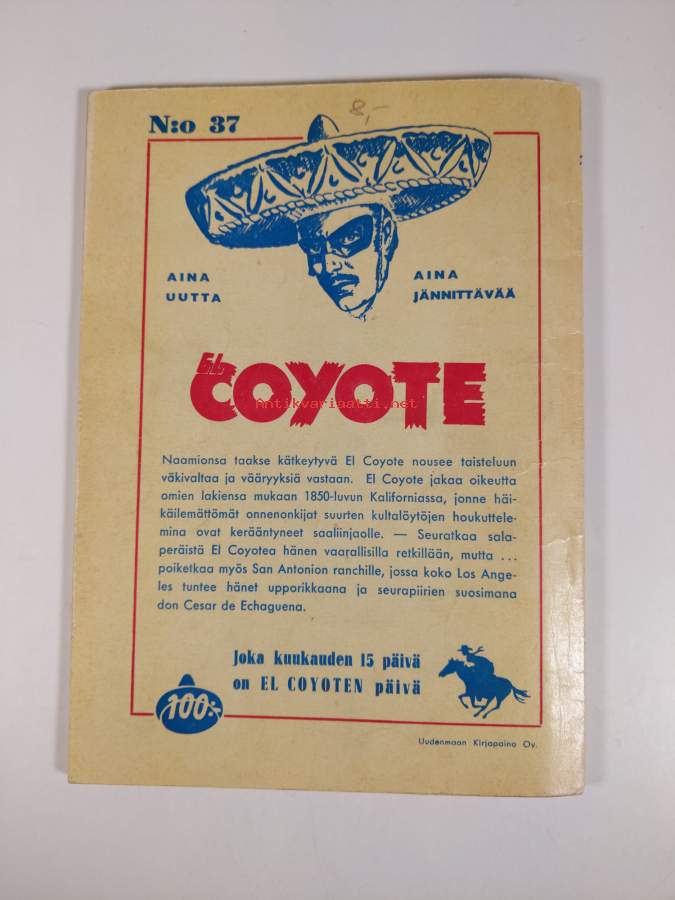 N:o 37
8,-
AINA
UUTTA
AINA
JÄNNITTÄVÄÄ
EL
COYOTE
Antikvariaatti.net
Naamionsa taakse kätkeytyvä El Coyote nousee taisteluun
väkivaltaa ja vääryyksiä vastaan. El Coyote jakaa oikeutta
omien lakiensa mukaan 1850-luvun Kaliforniassa, jonne häi-
käilemättömät onnenonkijat suurten kultalöytöjen houkuttele-
mina ovat kerääntyneet saaliinjaolle. — Seuratkaa sala-
peräistä El Coyotea hänen vaarallisilla retkillään, mutta ...
poiketkaa myös San Antonion ranchille, jossa koko Los Ange-
les tuntee hänet upporikkaana ja seurapiirien suosimana
don Cesar de Echaguena.
Joka kuukauden 15 päivä
on EL COYOTEN päivä
100:-
Uudenmaan Kirjapaino Oy.